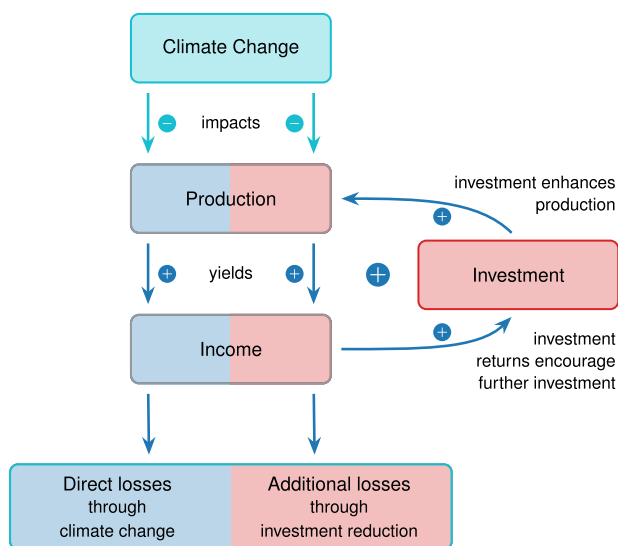 Climate Change
− impacts −
investment enhances
production
Production
+
+ yields + +
Investment
Income
+
investment
returns encourage
further investment
Direct losses
through
climate change
Additional losses
through
investment reduction